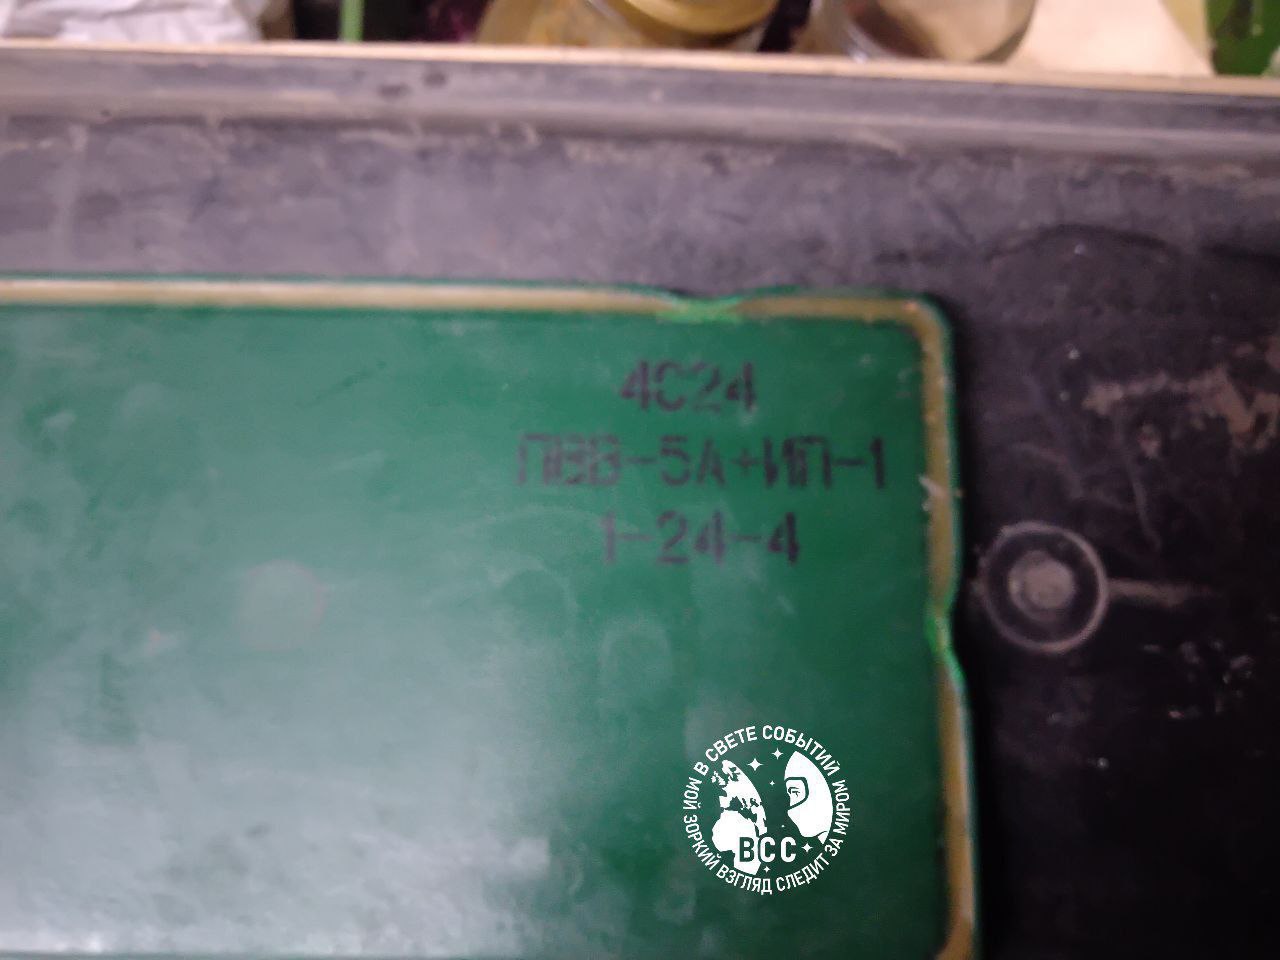 4С24
ПВВ-5А+ИП-1
1-24-4
В СВЕТЕ СОБЫТИЙ
МОЙ ЗОРКИЙ ВЗГЛЯД СЛЕДИТ ЗА МИРОМ
ВСС